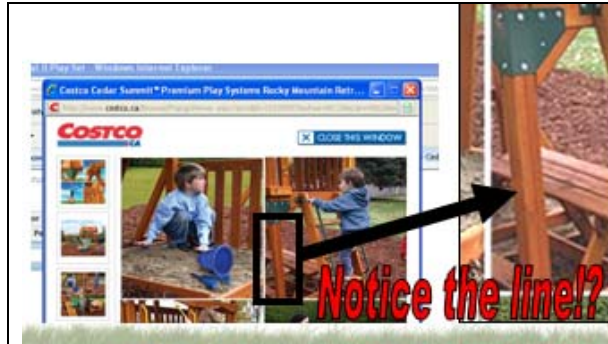 Play Set - Windows Internet Explorer
Costco Cedar Summit® Premium Play Systems Rocky Mountain Retr...
costco.ca
COSTCO
.CA
X CLOSE THIS WINDOW
Notice the line!?